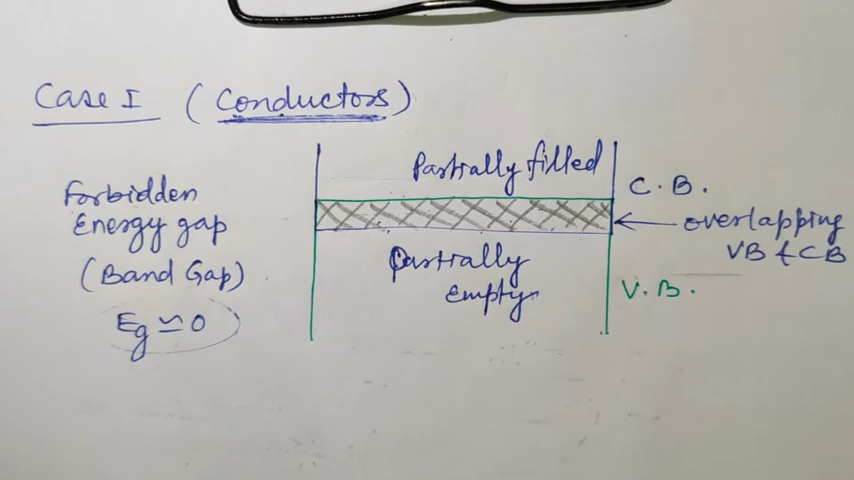 Case I (Conductors)
Forbidden
Energy gap
(Band Gap)
Eg ≃ 0
Partially filled
C.B.
overlapping
VB & CB
Partially
Empty
V.B.